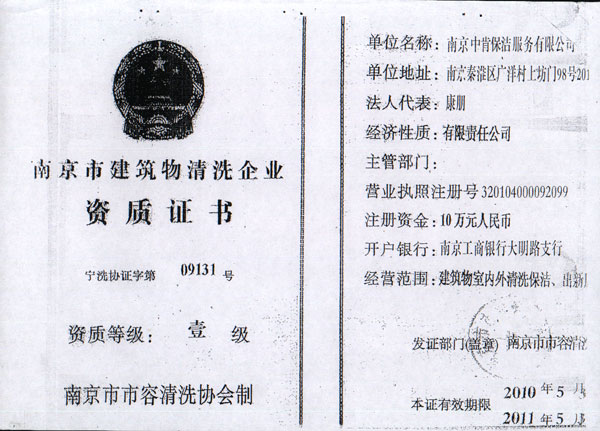 南京市建筑物清洗企业
资质证书
宁洗协证字第 09131 号
资质等级: 壹 级
南京市市容清洗协会制
单位名称: 南京中肯保洁服务有限公司
单位地址: 南京秦淮区广洋村上坊门98号201
法人代表: 康朋
经济性质: 有限责任公司
主管部门:
营业执照注册号 320104000092099
注册资金: 10万元人民币
开户银行: 南京工商银行大明路支行
经营范围: 建筑物室内外清洗保洁、出新
发证部门(盖章) 南京市市容清洗
本证有效期限 2010 年 5 月
2011 年 5 月